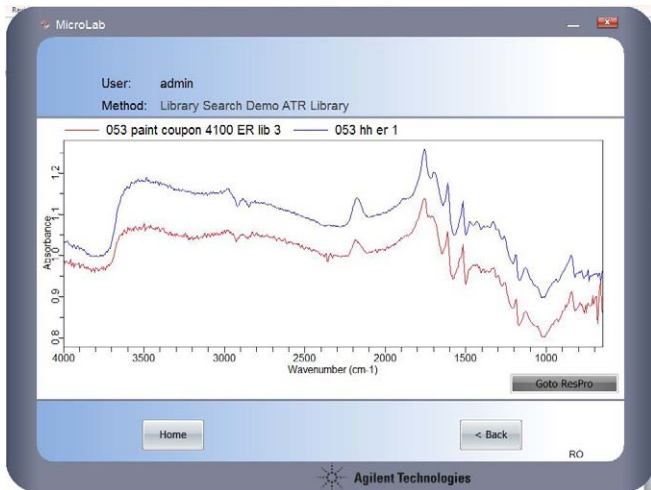 MicroLab
User: admin
Method: Library Search Demo ATR Library
053 paint coupon 4100 ER lib 3 053 hh er 1
1.2
1.1
1.0
0.9
0.8
Absorbance
4000 3500 3000 2500 2000 1500 1000
Wavenumber (cm-1)
Goto ResPro
Home < Back
RO
Agilent Technologies